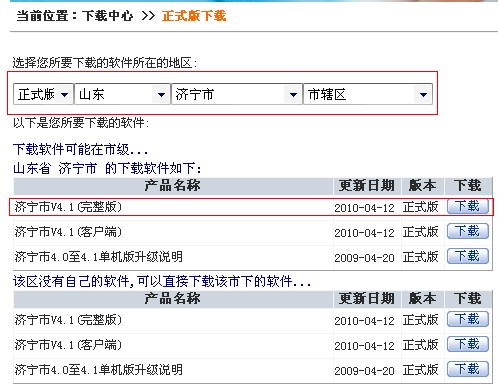 当前位置：下载中心 >> 正式版下载
选择您所要下载的软件所在的地区:
正式版 山东 济宁市 市辖区
以下是您所要下载的软件:
下载软件可能在市级...
山东省 济宁市 的下载软件如下:
产品名称 更新日期 版本 下载
济宁市V4.1(完整版) 2010-04-12 正式版 下载
济宁市V4.1(客户端) 2010-04-12 正式版 下载
济宁市4.0至4.1单机版升级说明 2009-04-20 正式版 下载
该区没有自己的软件,可以直接下载该市下的软件...
产品名称 更新日期 版本 下载
济宁市V4.1(完整版) 2010-04-12 正式版 下载
济宁市V4.1(客户端) 2010-04-12 正式版 下载
济宁市4.0至4.1单机版升级说明 2009-04-20 正式版 下载